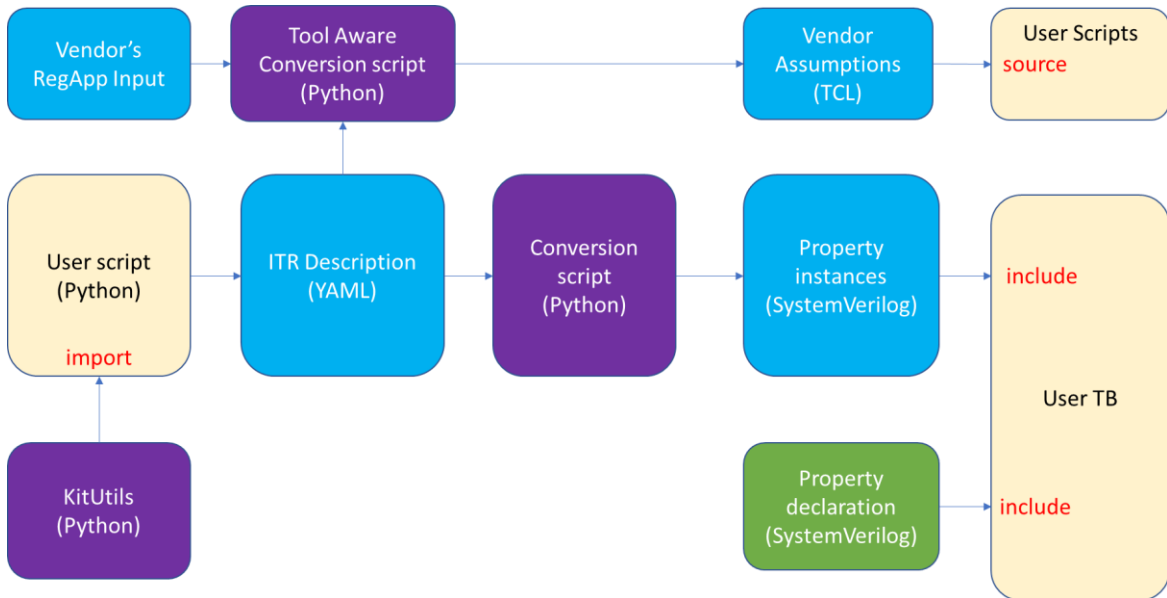 Vendor's
RegApp Input
Tool Aware
Conversion script
(Python)
Vendor
Assumptions
(TCL)
User Scripts
source
User script
(Python)
import
ITR Description
(YAML)
Conversion
script
(Python)
Property
instances
(SystemVerilog)
include
User TB
KitUtils
(Python)
Property
declaration
(SystemVerilog)
include